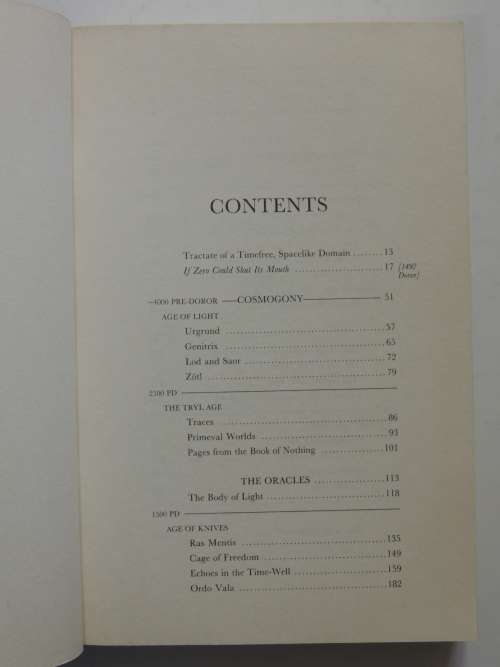 CONTENTS
Tractate of a Timefree, Spacelike Domain ........ 13
If Zero Could Shut Its Mouth ........................ 17 [1492
Doror]
-4000 PRE-DOROR —COSMOGONY— 51
AGE OF LIGHT
Urgrund ........................................ 57
Genitrix ........................................ 65
Lod and Saor .................................. 72
Zōtl ............................................. 79
2500 PD
THE TRYL AGE
Traces .......................................... 86
Primeval Worlds ............................. 93
Pages from the Book of Nothing ................ 101
THE ORACLES .................. 113
The Body of Light ............................... 118
1500 PD
AGE OF KNIVES
Ras Mentis ..................................... 135
Cage of Freedom .............................. 149
Echoes in the Time-Well ...................... 159
Ordo Vala ...................................... 182